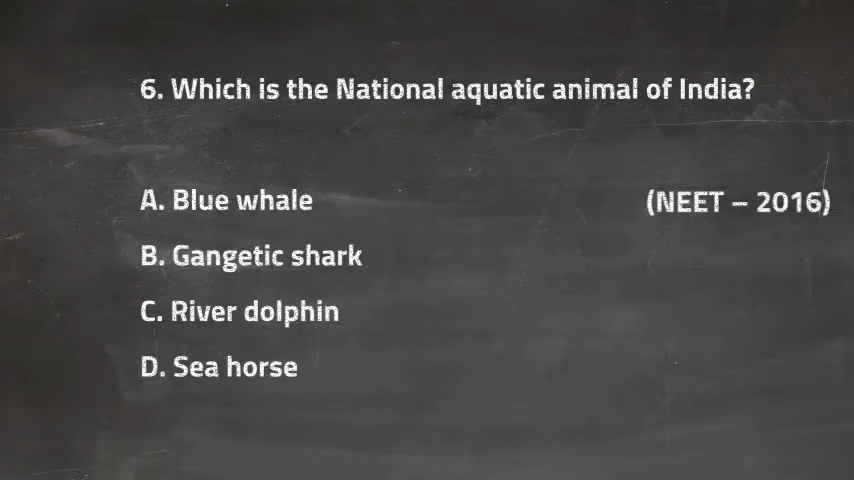 6. Which is the National aquatic animal of India?
A. Blue whale
(NEET – 2016)
B. Gangetic shark
C. River dolphin
D. Sea horse